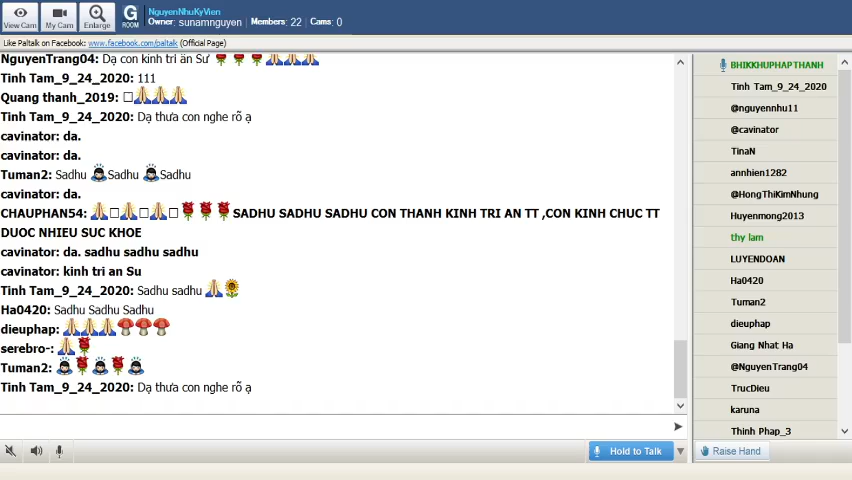 View Cam
My Cam
Enlarge
G
ROOM
NguyenNhuKyVien
Owner: sunamnguyen Members: 22 Cams: 0
Like Paltalk on Facebook: www.facebook.com/paltalk (Official Page)
NguyenTrang04: Dạ con kinh tri ân Sư
Tinh Tam_9_24_2020: 111
Quang thanh_2019:
Tinh Tam_9_24_2020: Dạ thưa con nghe rõ ạ
cavinator: da.
cavinator: da.
Tuman2: Sadhu Sadhu Sadhu
cavinator: da.
CHAUPHAN54: SADHU SADHU SADHU CON THANH KINH TRI AN TT ,CON KINH CHUC TT
DUOC NHIEU SUC KHOE
cavinator: da. sadhu sadhu sadhu
cavinator: kinh tri an Su
Tinh Tam_9_24_2020: Sadhu sadhu
Ha0420: Sadhu Sadhu Sadhu
dieuphap:
serebro-:
Tuman2:
Tinh Tam_9_24_2020: Dạ thưa con nghe rõ ạ
Hold to Talk
BHIKKHUPHAPTHANH
Tinh Tam_9_24_2020
@nguyennhu11
@cavinator
TinaN
annhien1282
@HongThiKimNhung
Huyenmong2013
thy lam
LUYENDOAN
Ha0420
Tuman2
dieuphap
Giang Nhat Ha
@NguyenTrang04
TrucDieu
karuna
Thinh Phap_3
Raise Hand